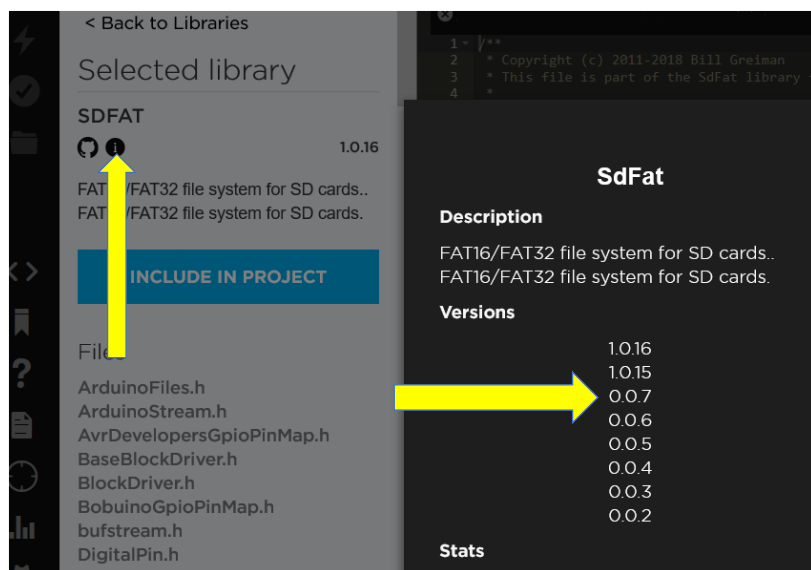 < Back to Libraries
Selected library
SDFAT
1.0.16
FAT /FAT32 file system for SD cards..
FAT /FAT32 file system for SD cards.
INCLUDE IN PROJECT
Files
ArduinoFiles.h
ArduinoStream.h
AvrDevelopersGpioPinMap.h
BaseBlockDriver.h
BlockDriver.h
BobuinoGpioPinMap.h
bufstream.h
DigitalPin.h
1 /**
2 * Copyright (c) 2011-2018 Bill Greiman
3 * This file is part of the SdFat library
4 *
SdFat
Description
FAT16/FAT32 file system for SD cards..
FAT16/FAT32 file system for SD cards.
Versions
1.0.16
1.0.15
0.0.7
0.0.6
0.0.5
0.0.4
0.0.3
0.0.2
Stats